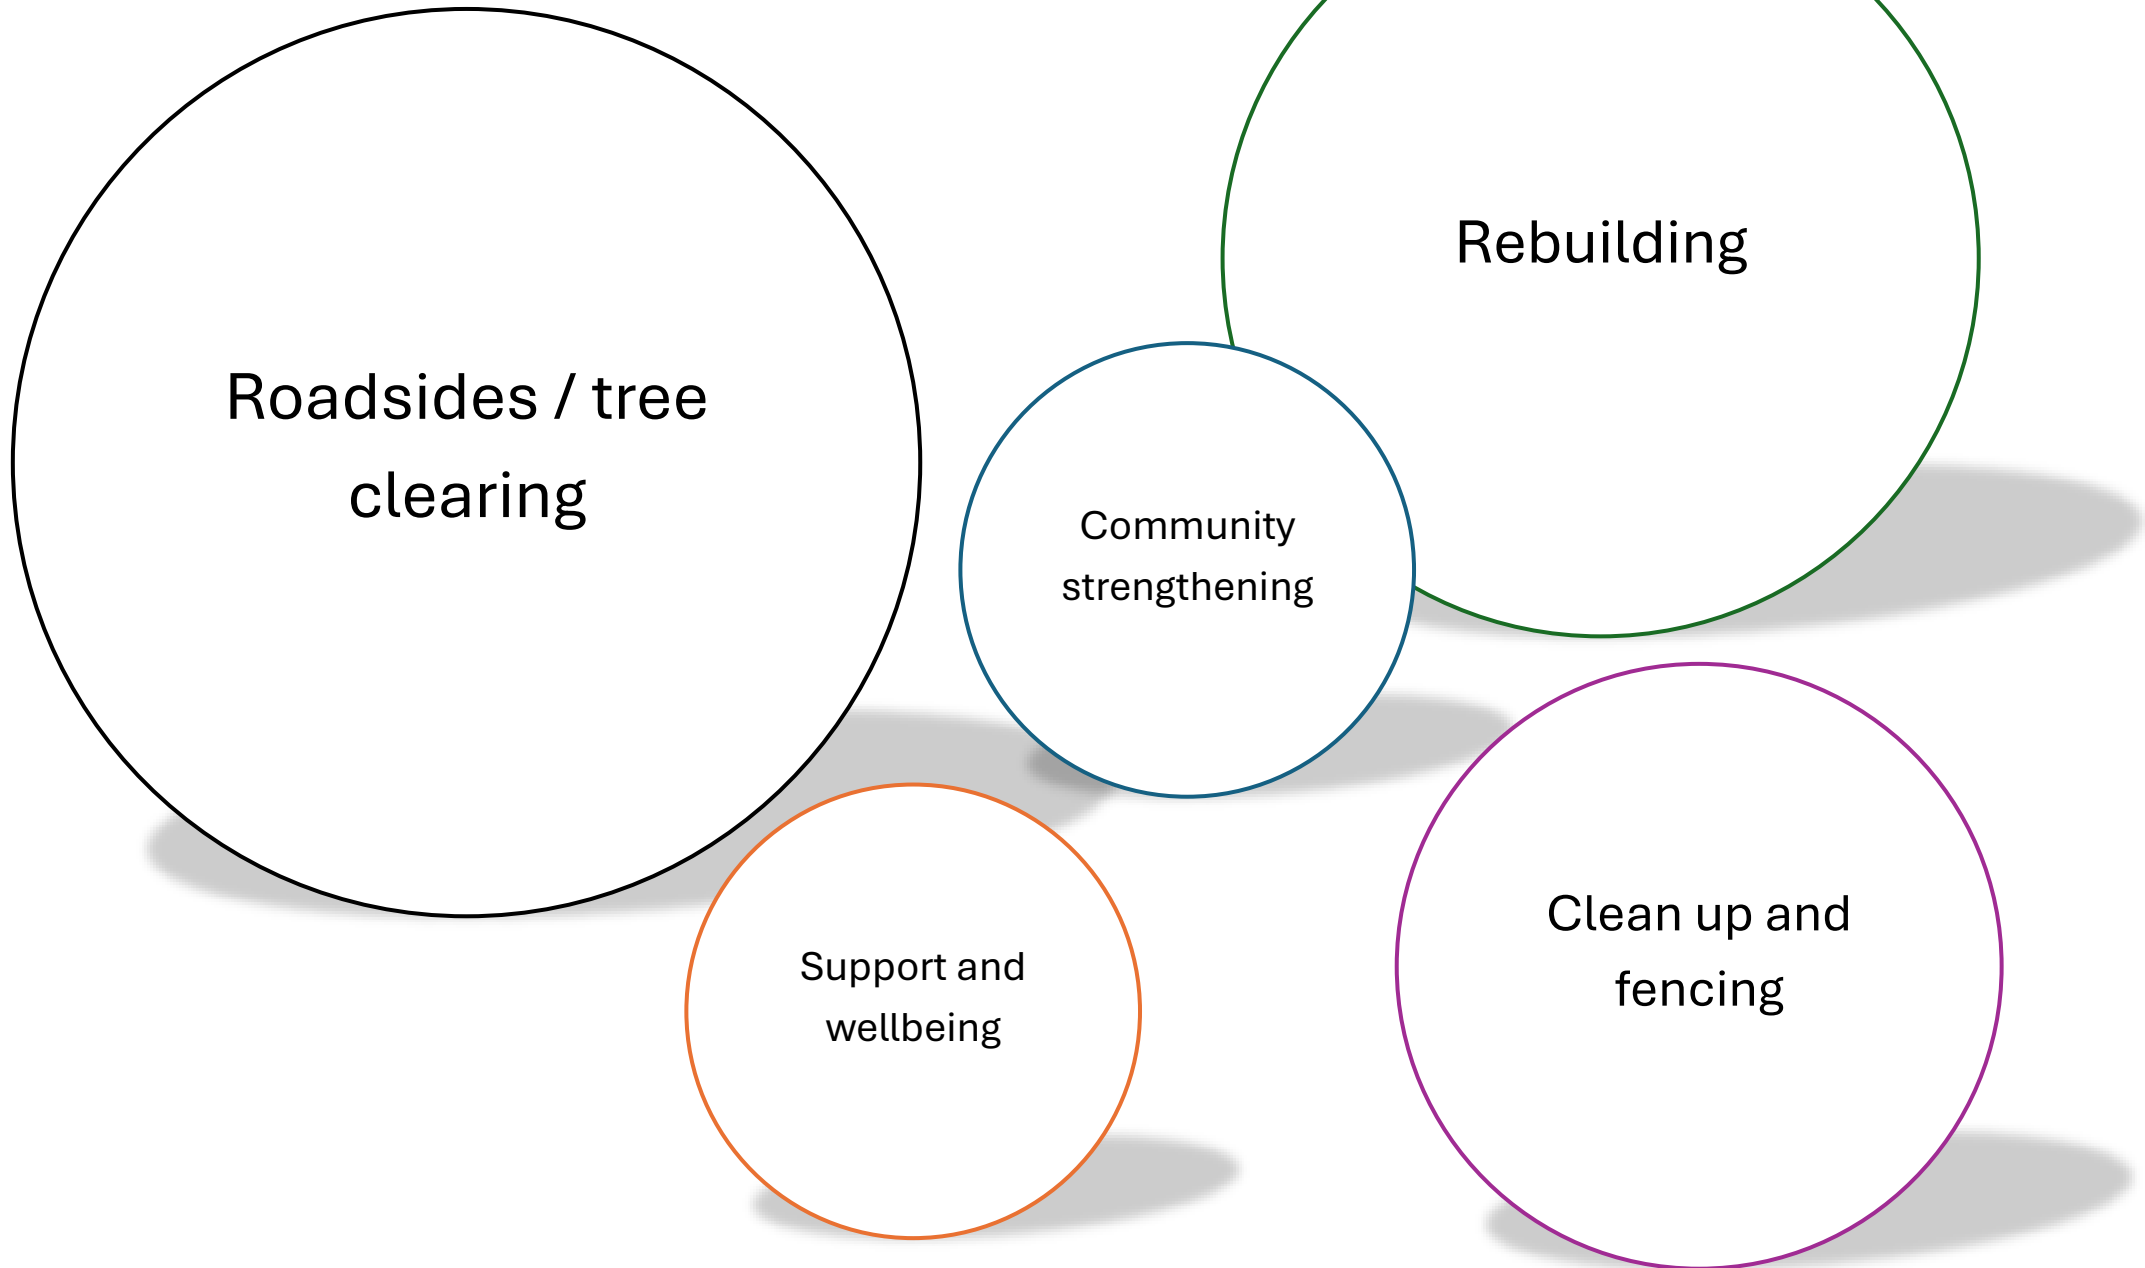 Roadsides / tree
clearing
Rebuilding
Community
strengthening
Support and
wellbeing
Clean up and
fencing